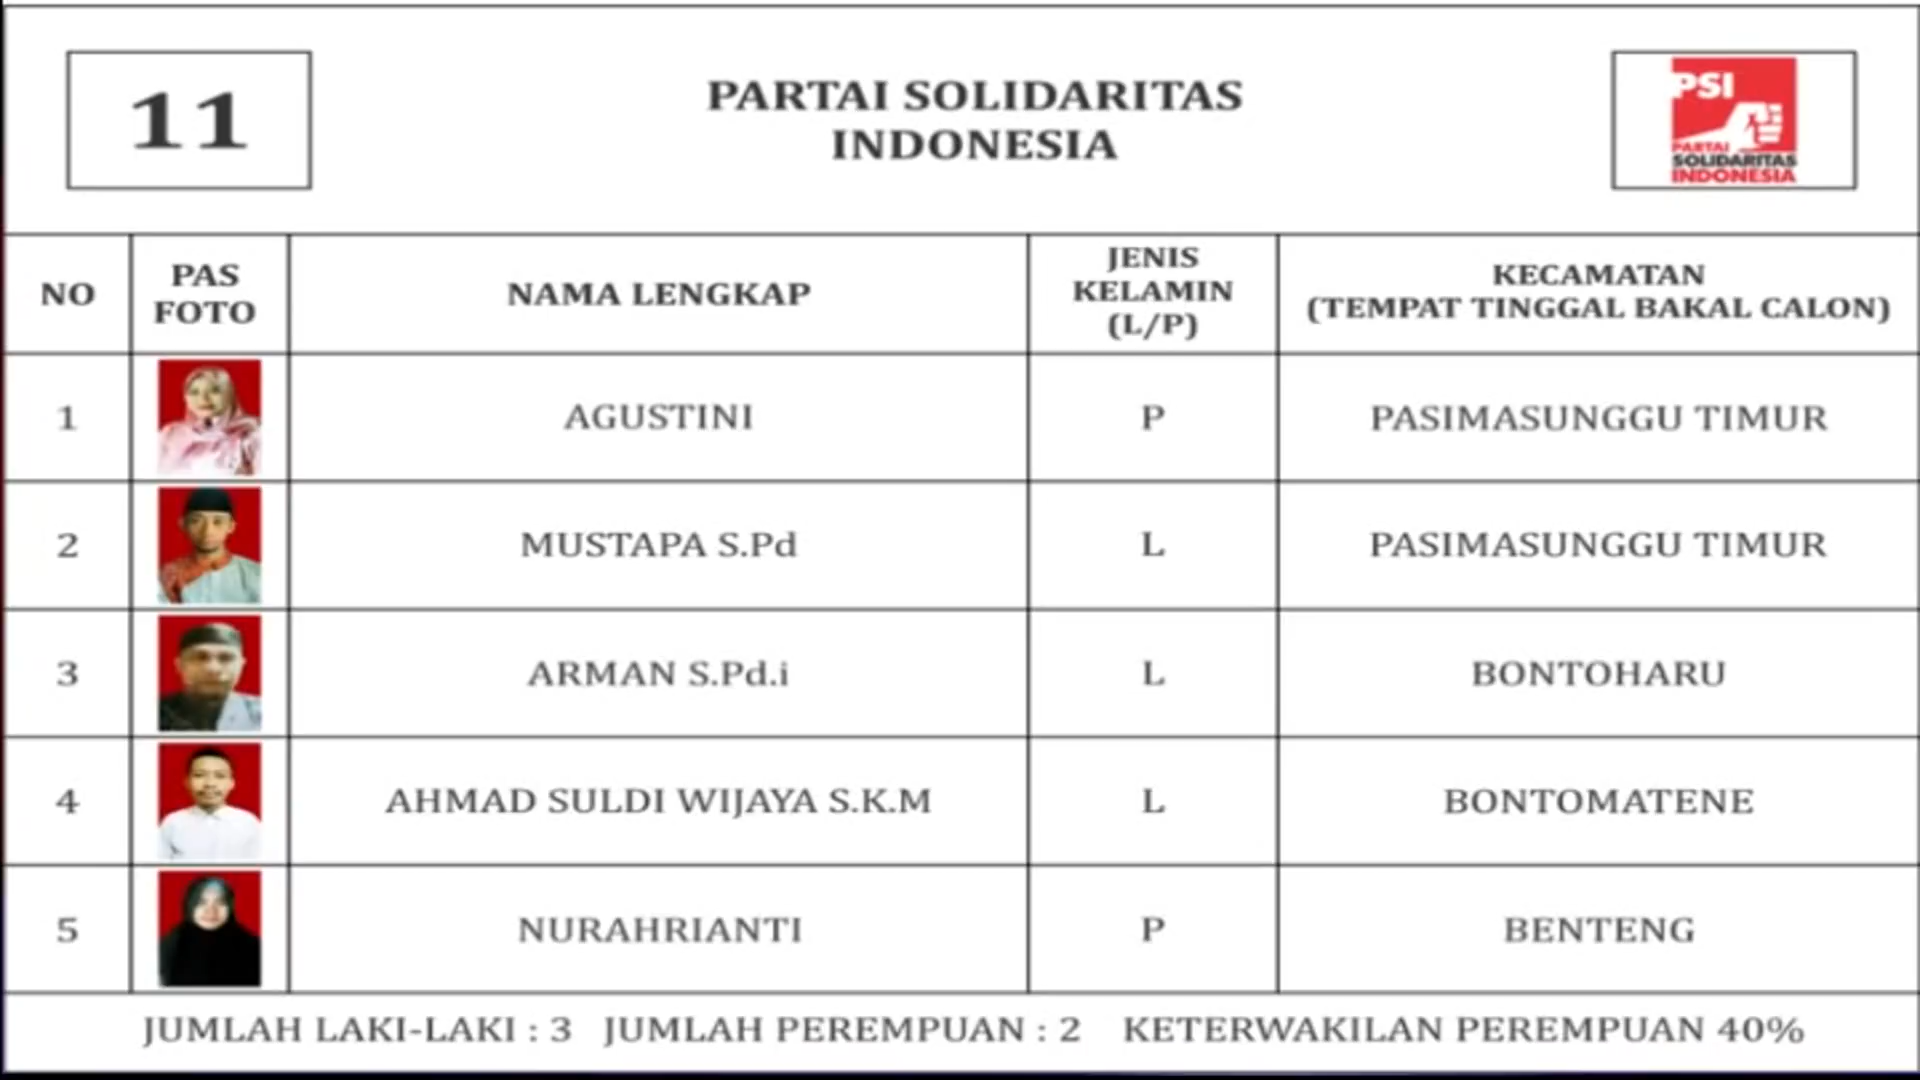 11
PARTAI SOLIDARITAS
INDONESIA
PSI
PARTAI
SOLIDARITAS
INDONESIA
NO
PAS
FOTO
NAMA LENGKAP
JENIS
KELAMIN
(L/P)
KECAMATAN
(TEMPAT TINGGAL BAKAL CALON)
1 AGUSTINI P PASIMASUNGGU TIMUR
2 MUSTAPA S.Pd L PASIMASUNGGU TIMUR
3 ARMAN S.Pd.i L BONTOHARU
4 AHMAD SULDI WIJAYA S.K.M L BONTOMATENE
5 NURAHRIANTI P BENTENG
JUMLAH LAKI-LAKI : 3 JUMLAH PEREMPUAN : 2 KETERWAKILAN PEREMPUAN 40%